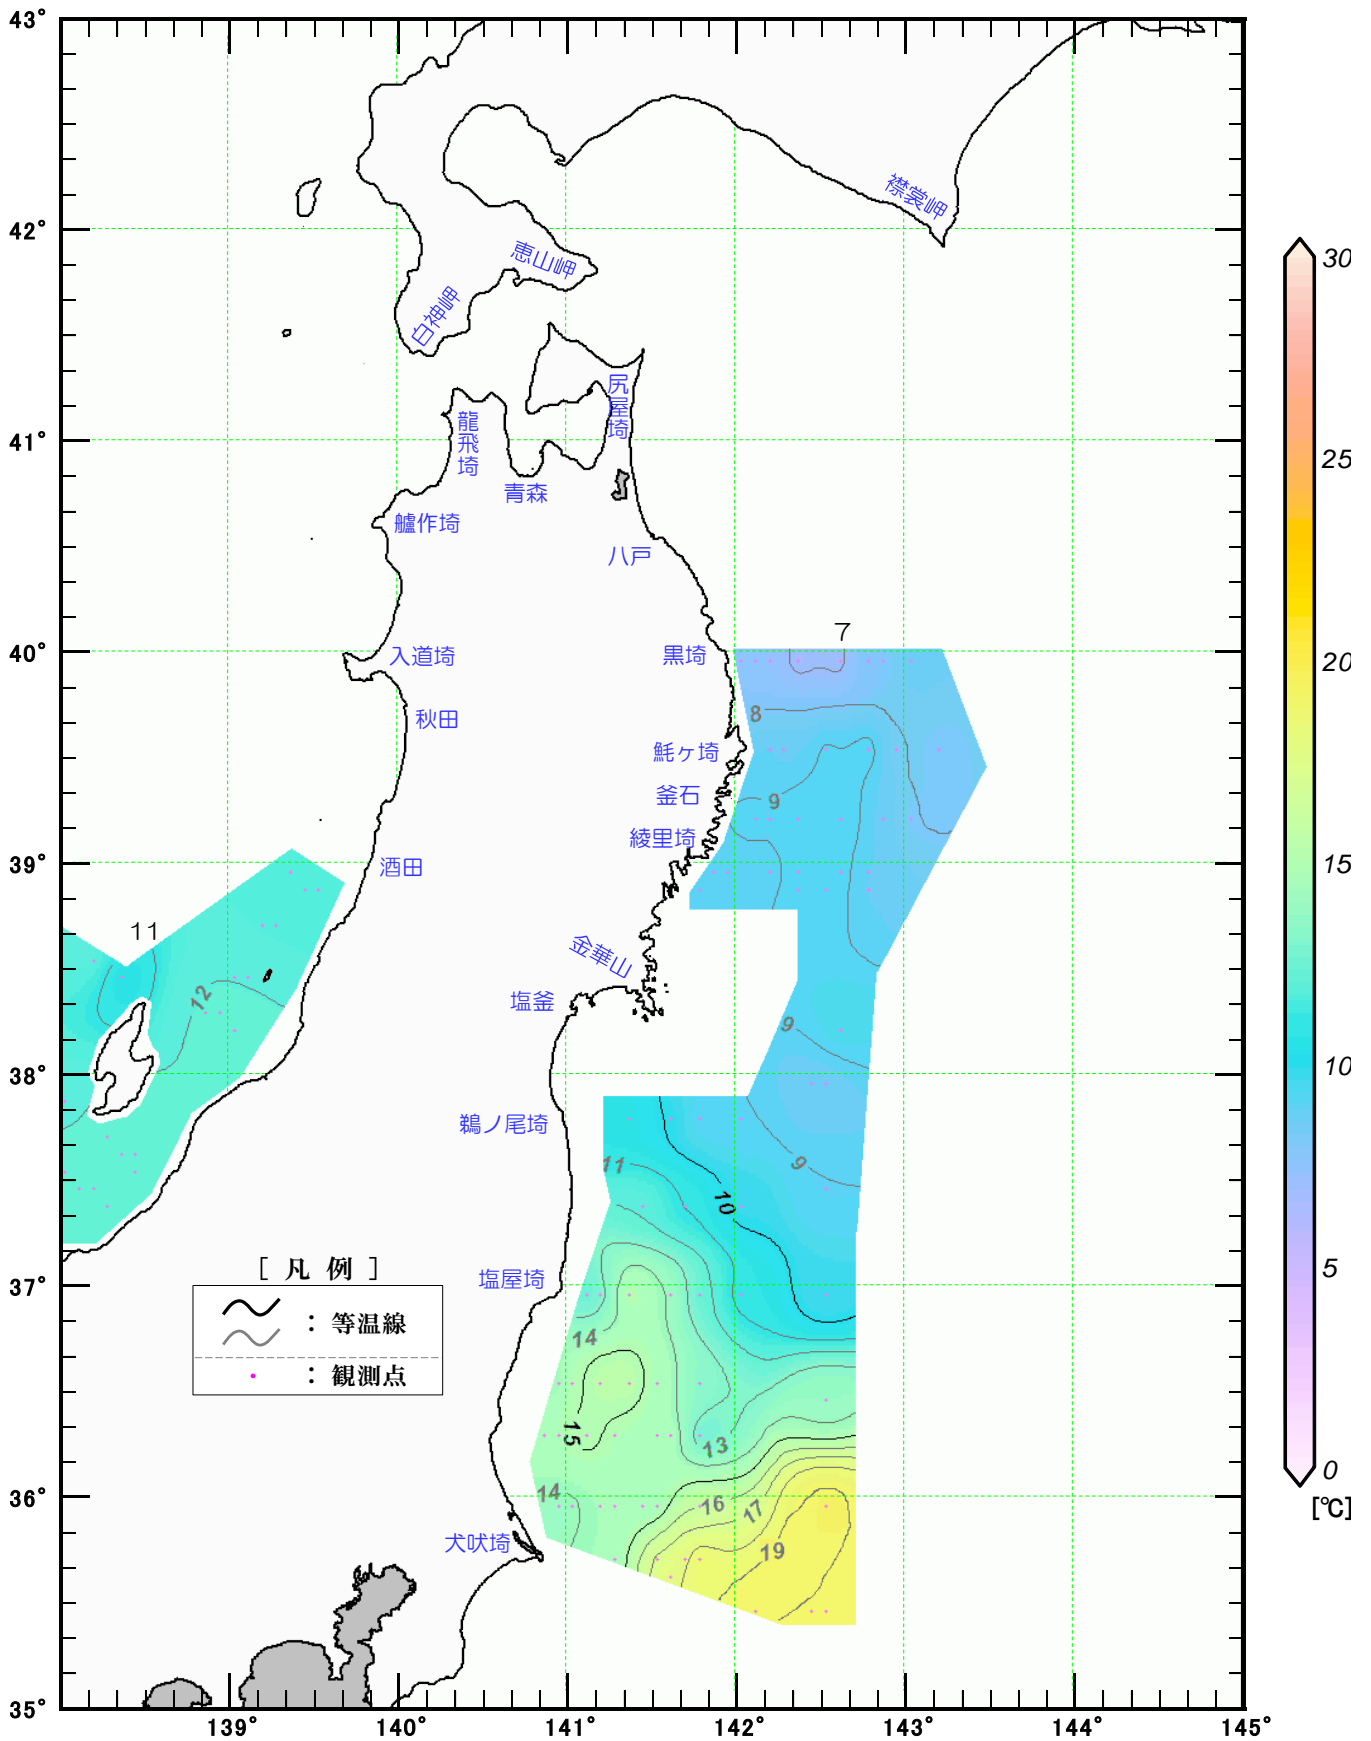 43°
42°
41°
40°
39°
38°
37°
36°
35°
139°
140°
141°
142°
143°
144°
145°
襟裳岬
恵山岬
白神岬
尻屋埼
龍飛埼
青森
艫作埼
八戸
入道埼
黒埼
秋田
魹ヶ埼
釜石
綾里埼
酒田
金華山
塩釜
鵜ノ尾埼
塩屋埼
犬吠埼
7
8
9
11
12
9
9
11
10
14
15
13
14
16
17
19
[ 凡 例 ]
: 等温線
: 観測点
30
25
20
15
10
5
0
[℃]